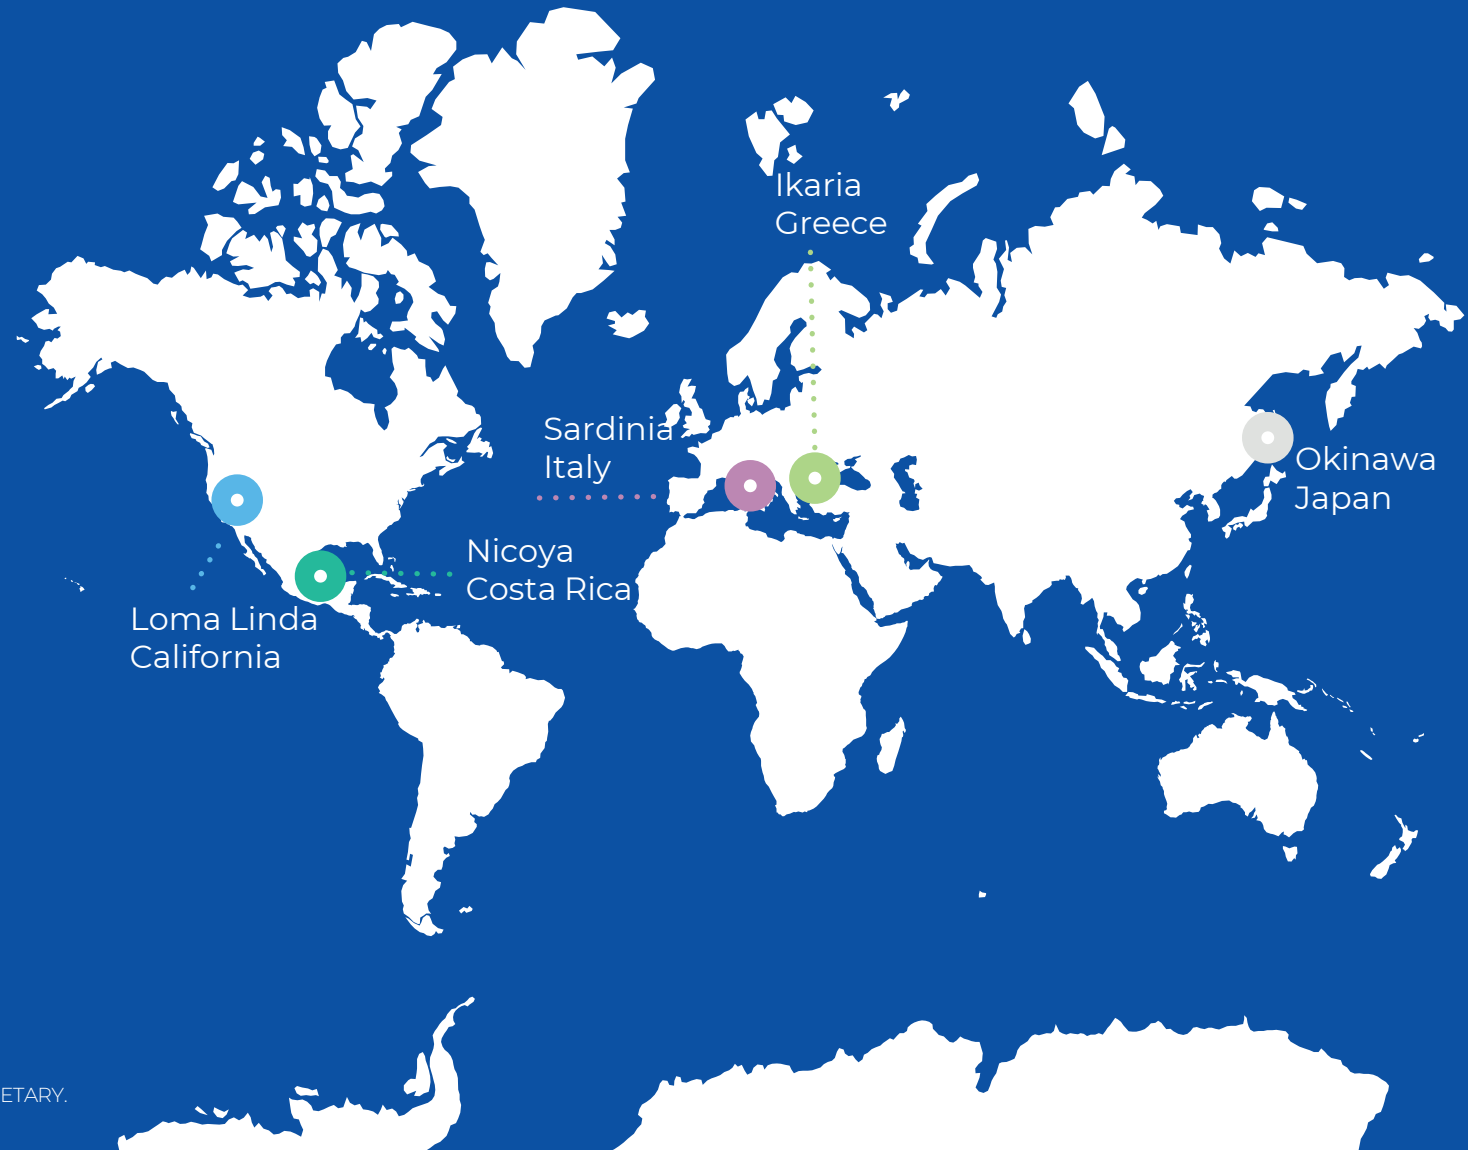 Ikaria
Greece
Sardinia
Italy
Okinawa
Japan
Nicoya
Costa Rica
Loma Linda
California
ETARY.